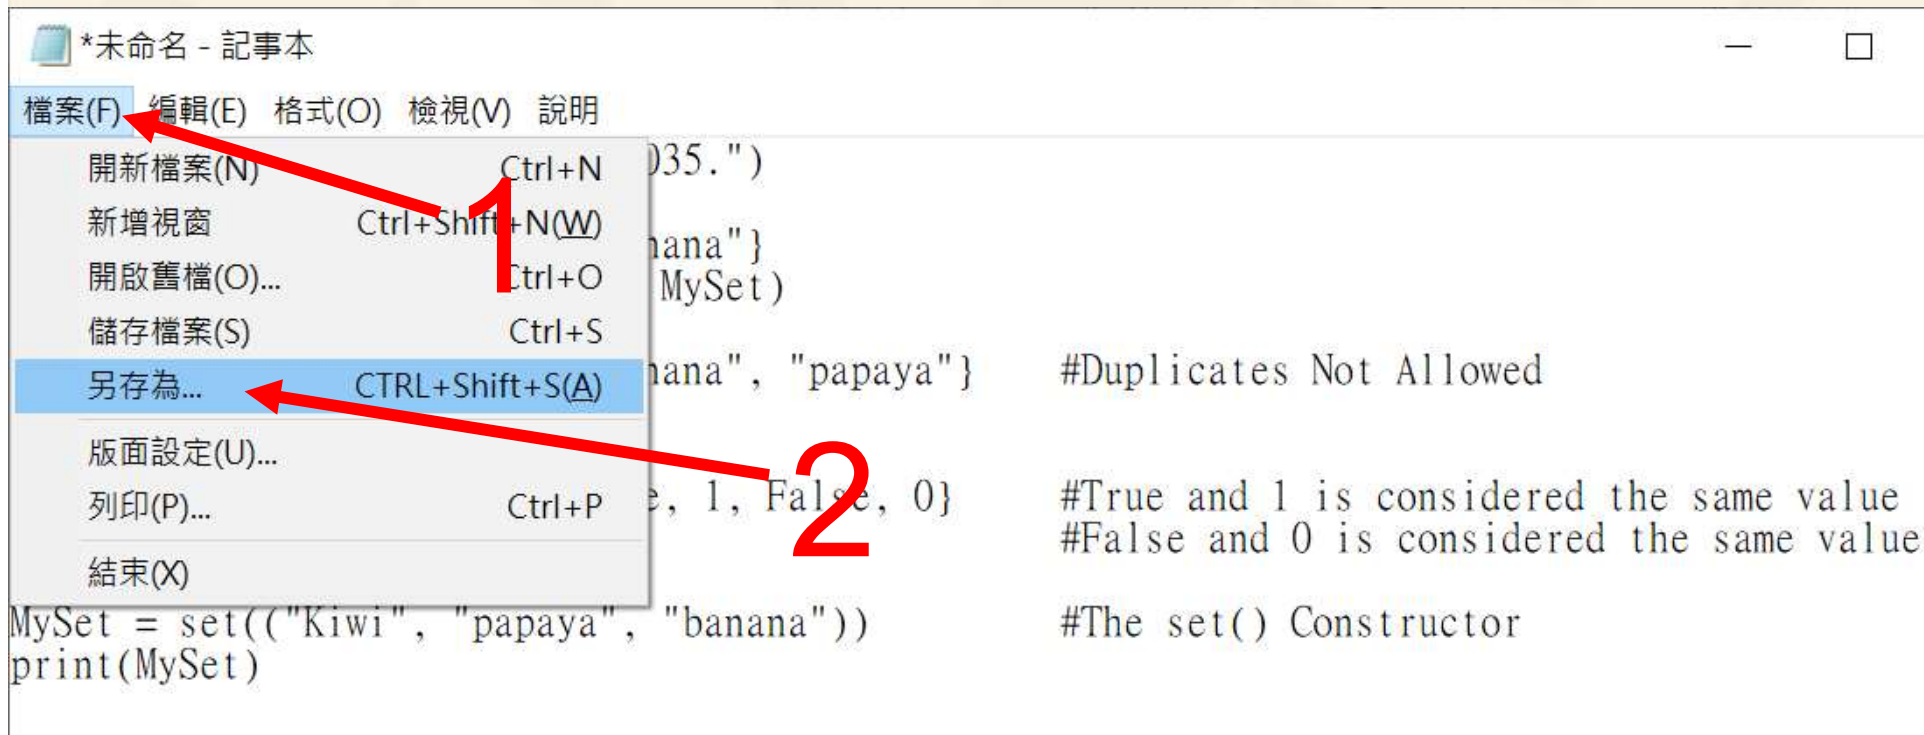 *未命名 - 記事本
檔案(F) 編輯(E) 格式(O) 檢視(V) 說明
開新檔案(N) Ctrl+N
035.")
新增視窗 Ctrl+Shift+N(W)
nana"}
開啟舊檔(O)... Ctrl+O
MySet)
儲存檔案(S) Ctrl+S
另存為... CTRL+Shift+S(A)
nana", "papaya"} #Duplicates Not Allowed
版面設定(U)...
列印(P)... Ctrl+P
e, 1, False, 0} #True and 1 is considered the same value
#False and 0 is considered the same value
結束(X)
MySet = set(("Kiwi", "papaya", "banana")) #The set() Constructor
print(MySet)
1
2